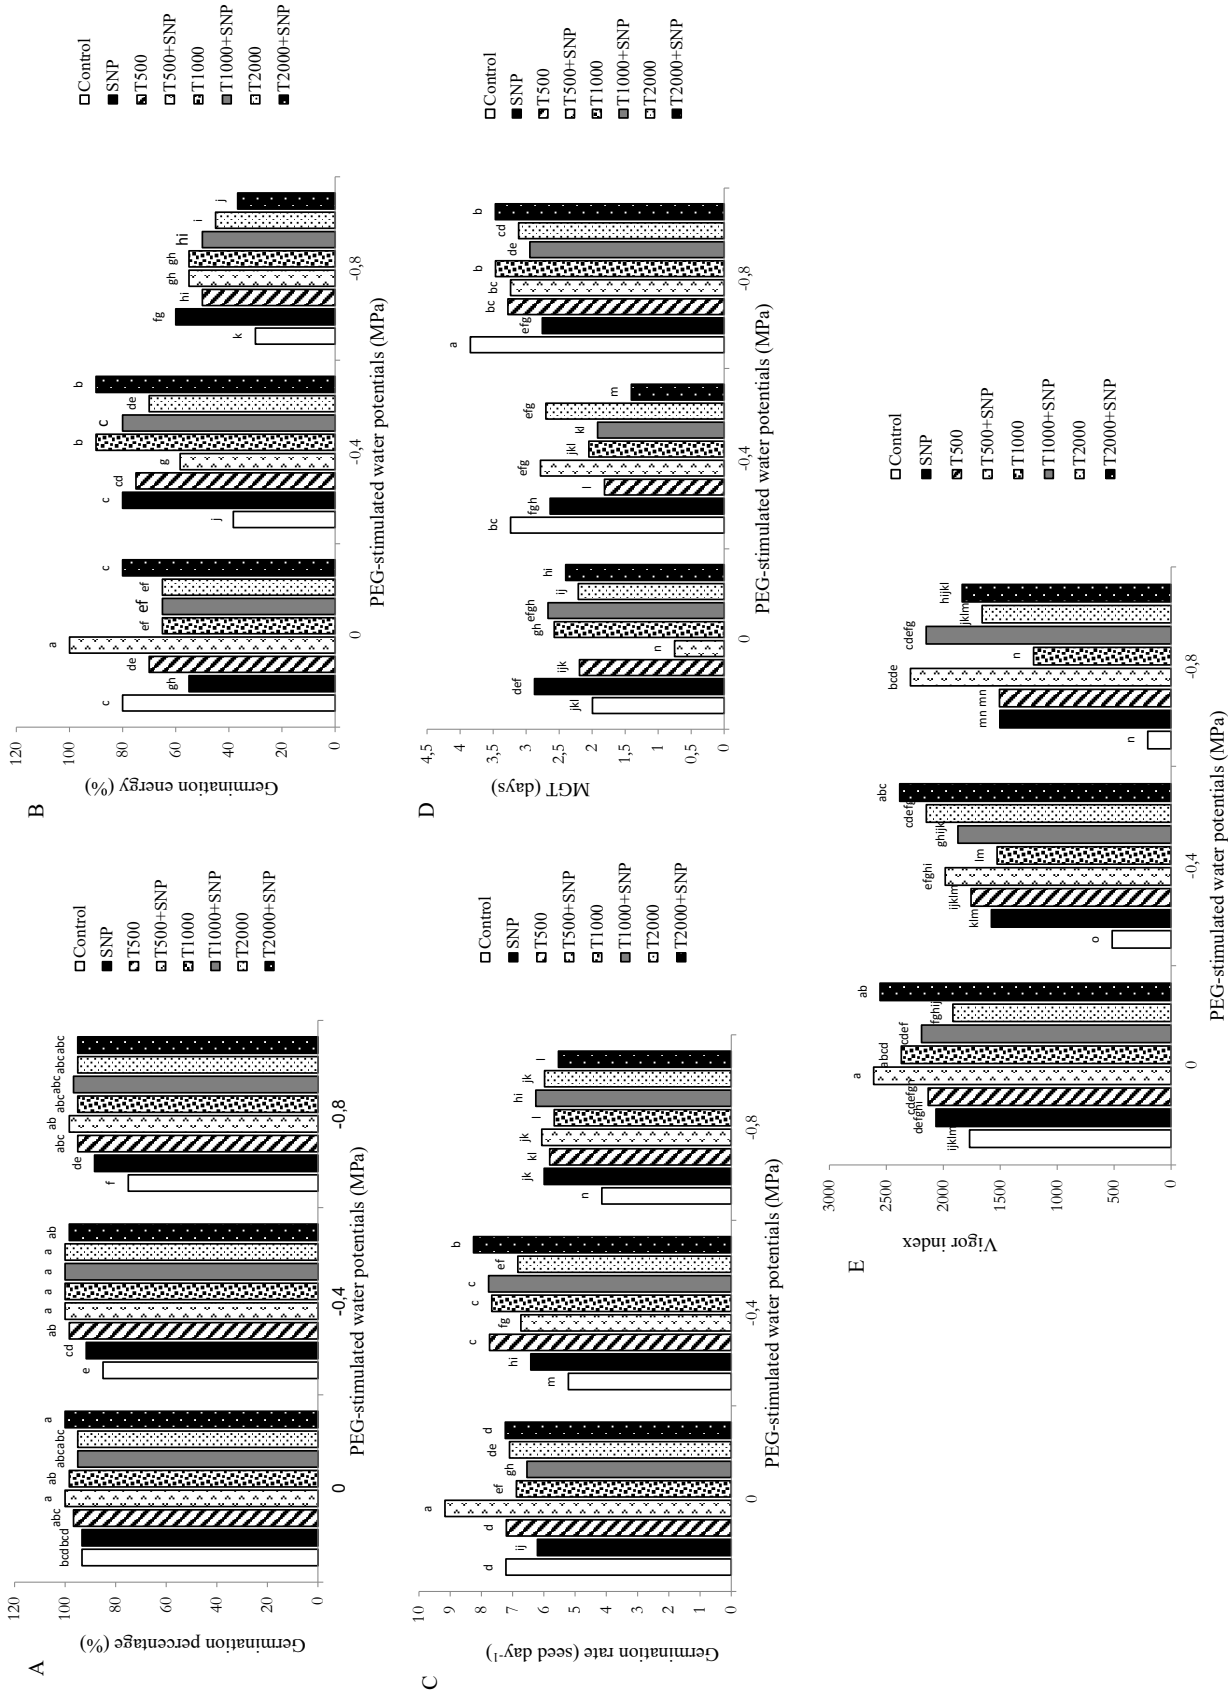 A
Germination percentage (%)
120
100
80
60
40
20
0
bcd bcd abc a ab abc abc a
e cd ab a a a a ab
f de abc ab abc abc abc abc
0 -0,4 -0,8
PEG-stimulated water potentials (MPa)
Control
SNP
T500
T500+SNP
T1000
T1000+SNP
T2000
T2000+SNP
B
Germination energy (%)
120
100
80
60
40
20
0
c gh de a ef ef ef c
j c cd g b c de b
k fg hi gh gh hi i j
0 -0,4 -0,8
PEG-stimulated water potentials (MPa)
Control
SNP
T500
T500+SNP
T1000
T1000+SNP
T2000
T2000+SNP
C
Germination rate (seed day-1)
10
9
8
7
6
5
4
3
2
1
0
d ij d a ef gh de d
m hi c fg c c ef b
n jk kl jk l hi jk l
0 -0,4 -0,8
PEG-stimulated water potentials (MPa)
Control
SNP
T500
T500+SNP
T1000
T1000+SNP
T2000
T2000+SNP
D
MGT (days)
4,5
4
3,5
3
2,5
2
1,5
1
0,5
0
jkl def ijk n gh efgh ij hi
bc fgh l efg jkl kl efg m
a efg bc bc b de cd b
0 -0,4 -0,8
PEG-stimulated water potentials (MPa)
Control
SNP
T500
T500+SNP
T1000
T1000+SNP
T2000
T2000+SNP
E
Vigor index
3000
2500
2000
1500
1000
500
0
ijklm defghi cdefgh a abcd cdef fghij ab
o klm ijklm efghi lm ghijk cdefg abc
n mn mn bcde n cdefg jklm hijkl
0 -0,4 -0,8
PEG-stimulated water potentials (MPa)
Control
SNP
T500
T500+SNP
T1000
T1000+SNP
T2000
T2000+SNP